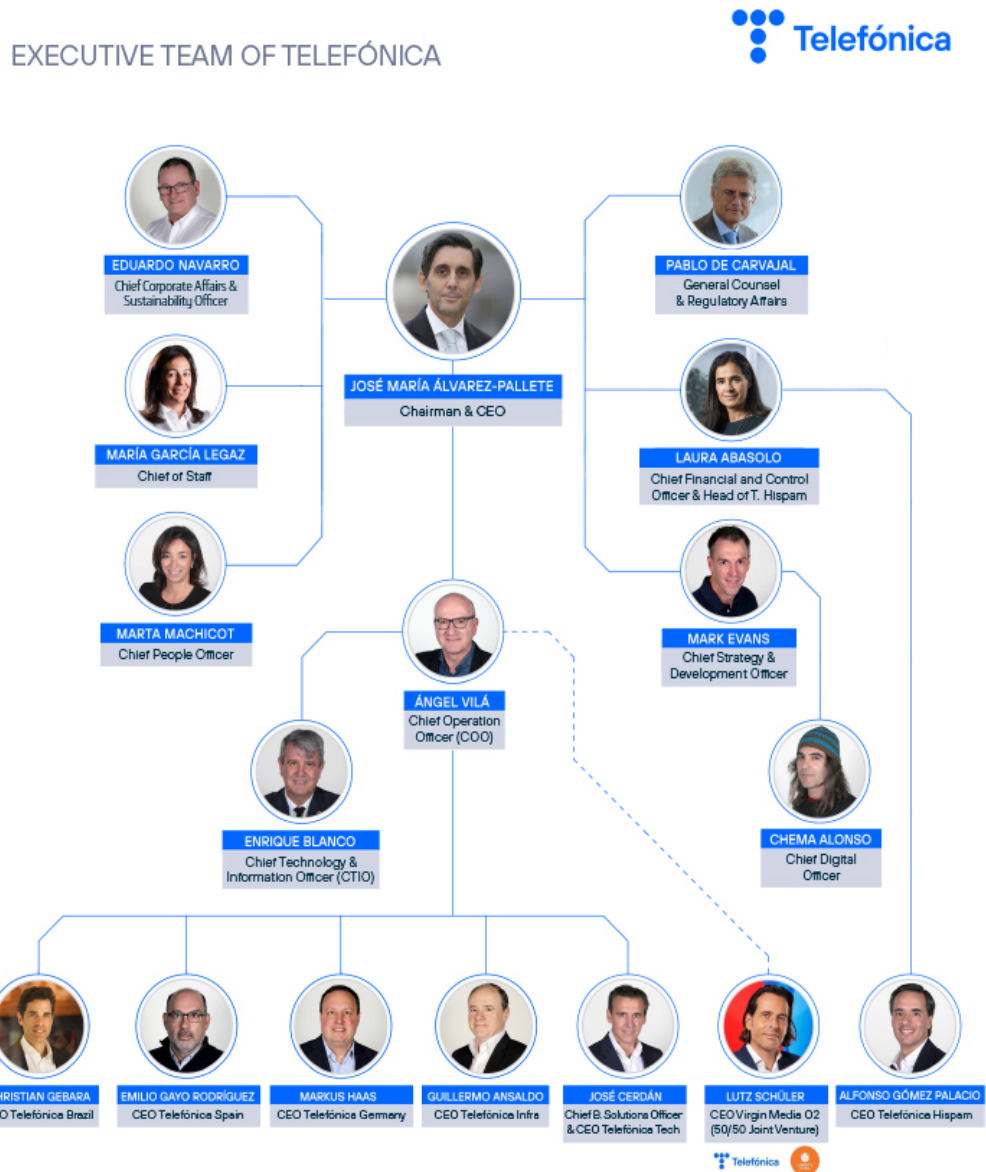 EXECUTIVE TEAM OF TELEFÓNICA
Telefónica
EDUARDO NAVARRO
Chief Corporate Affairs &
Sustainability Officer
PABLO DE CARVAJAL
General Counsel
& Regulatory Affairs
JOSÉ MARÍA ÁLVAREZ-PALLETE
Chairman & CEO
MARÍA GARCÍA LEGAZ
Chief of Staff
LAURA ABASOLO
Chief Financial and Control
Officer & Head of T. Hispam
MARTA MACHICOT
Chief People Officer
MARK EVANS
Chief Strategy &
Development Officer
ÁNGEL VILÁ
Chief Operation
Officer (COO)
ENRIQUE BLANCO
Chief Technology &
Information Officer (CTIO)
CHEMA ALONSO
Chief Digital
Officer
HRISTIAN GEBARA
O Telefónica Brazil
EMILIO GAYO RODRÍGUEZ
CEO Telefónica Spain
MARKUS HAAS
CEO Telefónica Germany
GUILLERMO ANSALDO
CEO Telefónica Infra
JOSÉ CERDÁN
Chief B. Solutions Officer
& CEO Telefónica Tech
LUTZ SCHÜLER
CEO Virgin Media O2
(50/50 Joint Venture)
Telefónica
ALFONSO GÓMEZ PALACIO
CEO Telefónica Hispam